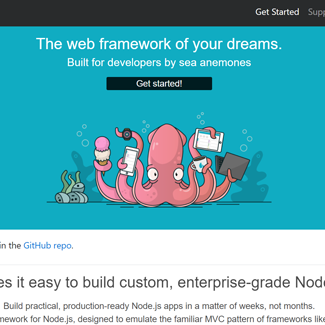 Get Started
The web framework of your dreams.
Built for developers by sea anemones
Get started!
in the GitHub repo.
es it easy to build custom, enterprise-grade Node
Build practical, production-ready Node.js apps in a matter of weeks, not months.
mework for Node.js, designed to emulate the familiar MVC pattern of frameworks like